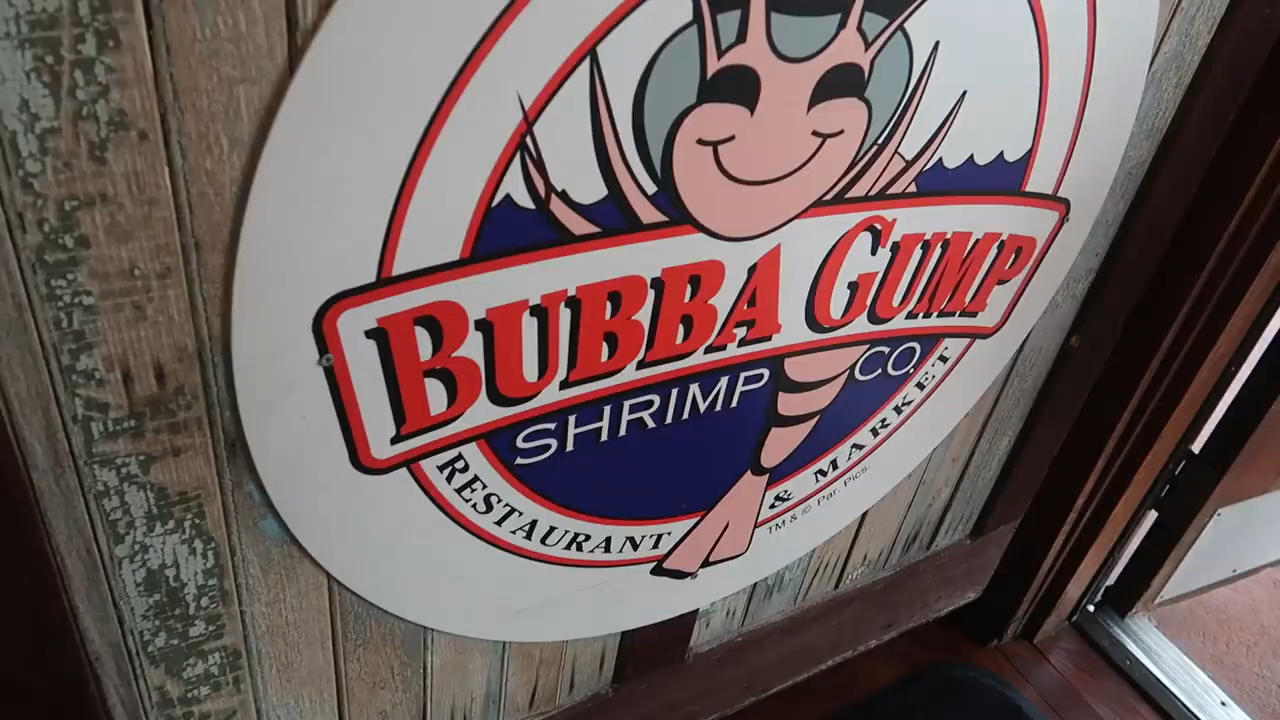 BUBBA GUMP
SHRIMP CO.
RESTAURANT & MARKET
TM & © Par. Pics.